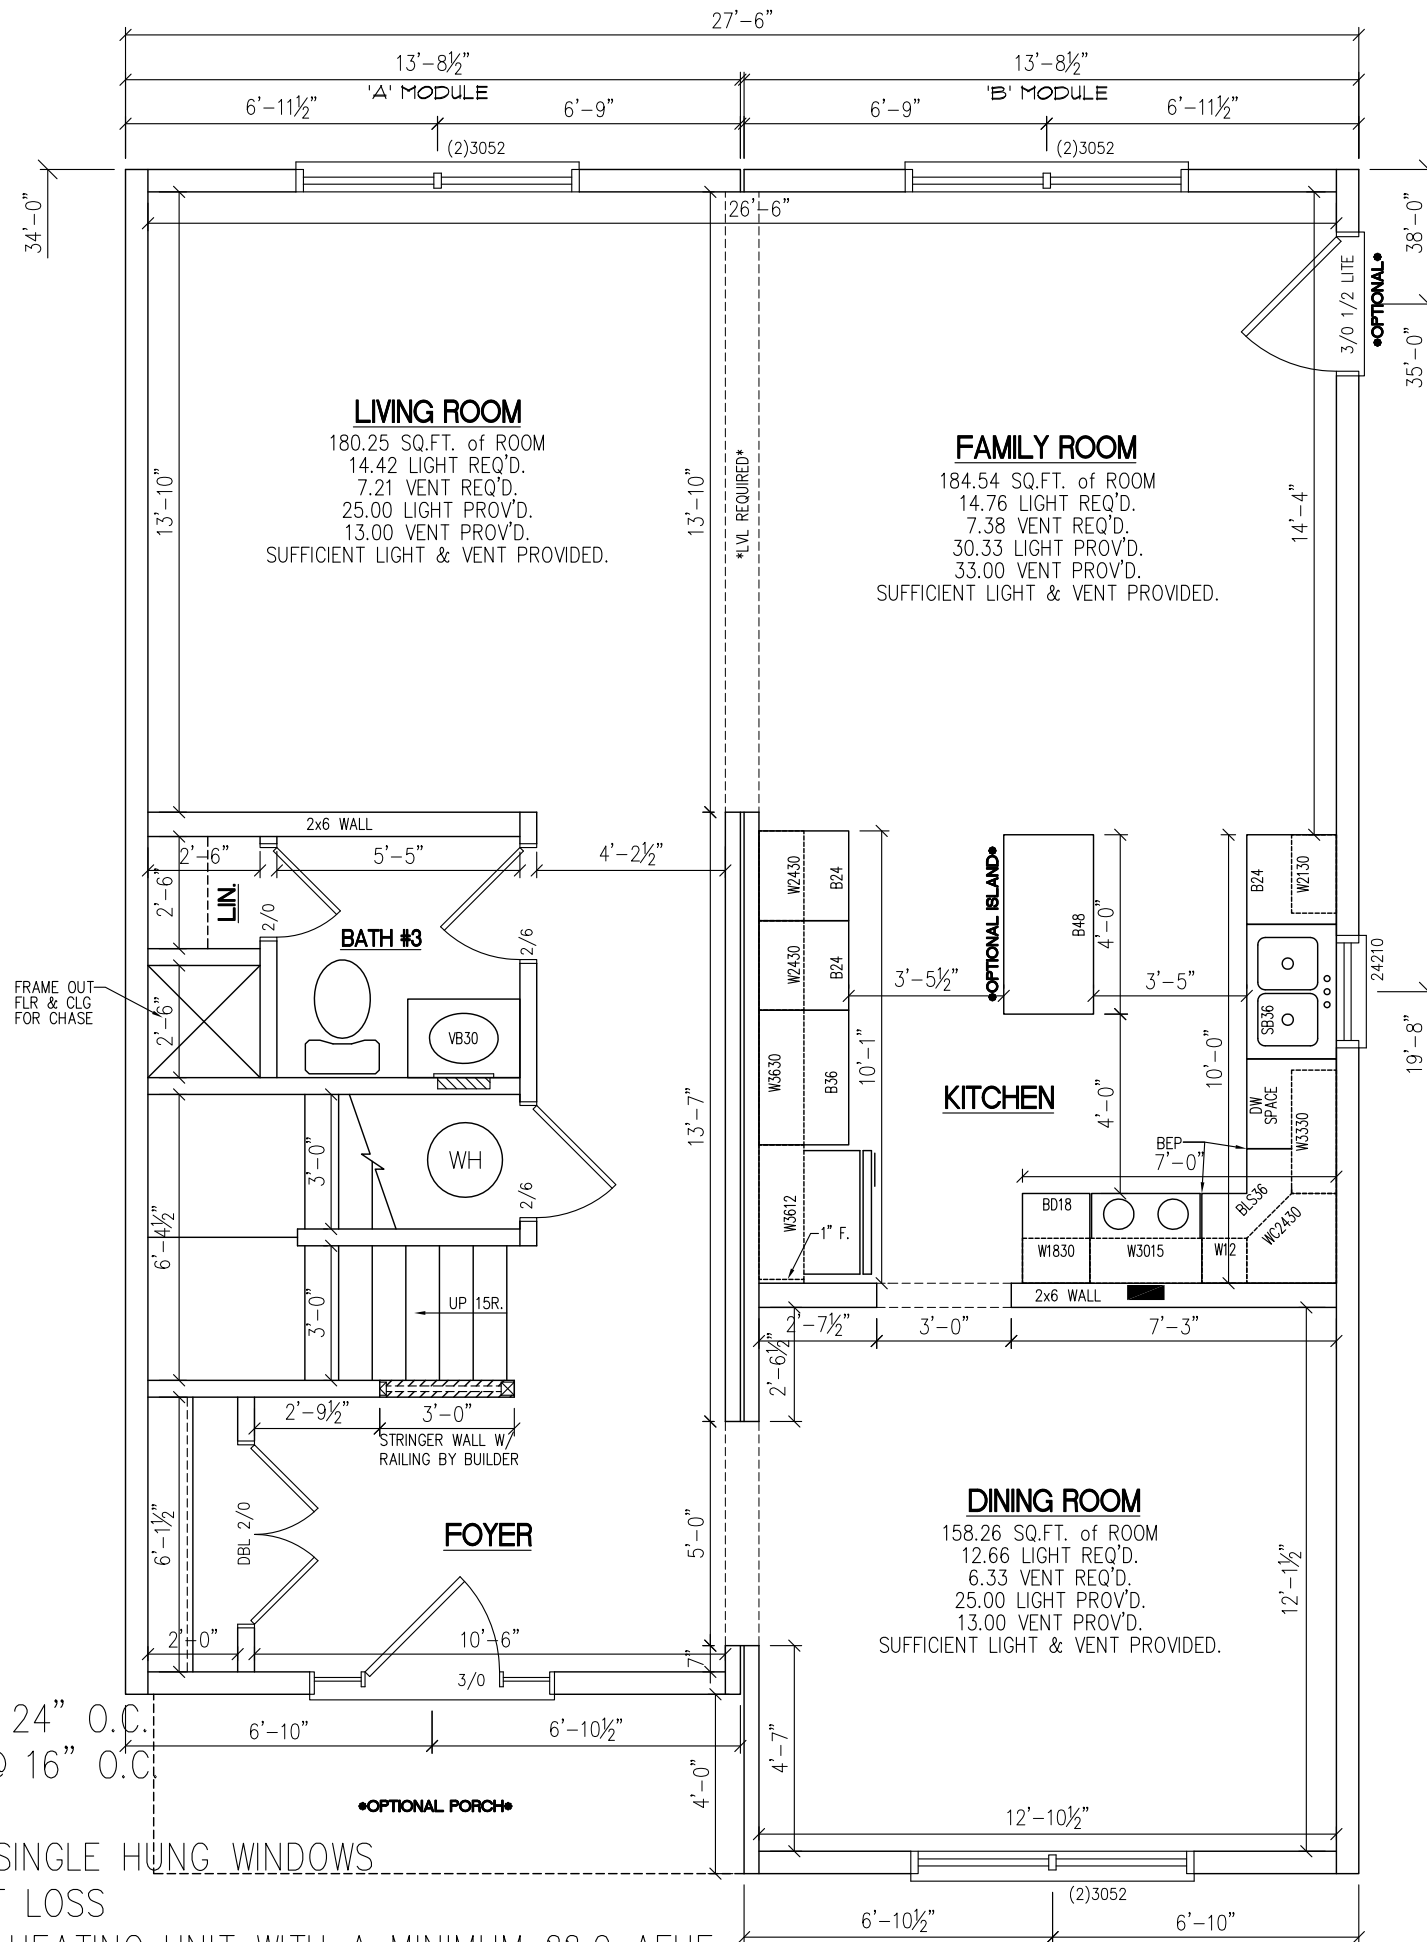 27'-6"
13'-8½"
13'-8½"
'A' MODULE
'B' MODULE
6'-11½"
6'-9"
6'-9"
6'-11½"
(2)3052
(2)3052
34'-0"
26'-6"
38'-0"
3/0 1/2 LITE
*OPTIONAL*
35'-0"
LIVING ROOM
180.25 SQ.FT. of ROOM
14.42 LIGHT REQ'D.
7.21 VENT REQ'D.
25.00 LIGHT PROV'D.
13.00 VENT PROV'D.
SUFFICIENT LIGHT & VENT PROVIDED.
13'-10"
13'-10"
*LVL REQUIRED*
FAMILY ROOM
184.54 SQ.FT. of ROOM
14.76 LIGHT REQ'D.
7.38 VENT REQ'D.
30.33 LIGHT PROV'D.
33.00 VENT PROV'D.
SUFFICIENT LIGHT & VENT PROVIDED.
14'-4"
2x6 WALL
2'-6"
5'-5"
4'-2½"
2'-6"
LIN.
2/0
BATH #3
2/6
FRAME OUT
FLR & CLG
FOR CHASE
2'-6"
VB30
W2430
B24
W2430
B24
W3630
B36
W3612
1" F.
10'-1"
3'-5½"
*OPTIONAL ISLAND*
B48
4'-0"
3'-5"
B24
W2130
SB36
24210
19'-8"
10'-0"
KITCHEN
4'-0"
DW
SPACE
W3330
BEP
7'-0"
BD18
BLS36
WC2430
W1830
W3015
W12
2x6 WALL
13'-7"
WH
2/6
3'-0"
6'-4½"
3'-0"
UP 15R.
2'-7½"
3'-0"
7'-3"
2'-6½"
2'-9½"
3'-0"
STRINGER WALL W/
RAILING BY BUILDER
6'-1½"
DBL 2/0
FOYER
5'-0"
DINING ROOM
158.26 SQ.FT. of ROOM
12.66 LIGHT REQ'D.
6.33 VENT REQ'D.
25.00 LIGHT PROV'D.
13.00 VENT PROV'D.
SUFFICIENT LIGHT & VENT PROVIDED.
12'-1½"
2'-0"
10'-6"
7"
3/0
6'-10"
6'-10½"
4'-7"
4'-0"
24" O.C.
@ 16" O.C.
*OPTIONAL PORCH*
12'-10½"
SINGLE HUNG WINDOWS
LOSS
(2)3052
6'-10½"
6'-10"
HEATING UNIT WITH A MINIMUM